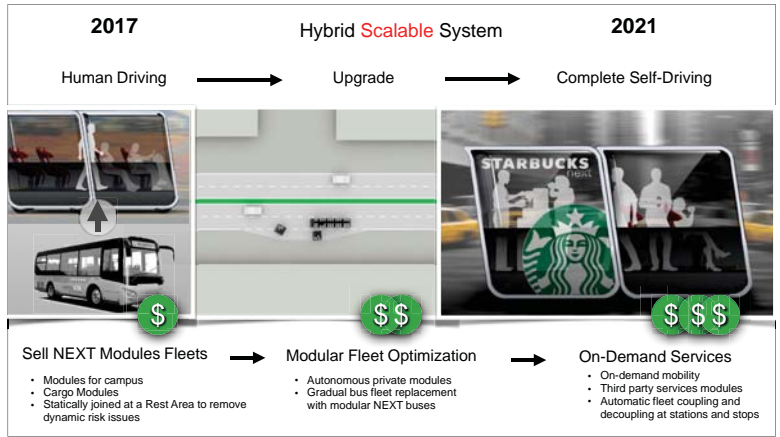 2017
Hybrid Scalable System
2021
Human Driving
Upgrade
Complete Self-Driving
STARBUCKS
next
$
$$
$$$
Sell NEXT Modules Fleets
• Modules for campus
• Cargo Modules
• Statically joined at a Rest Area to remove
dynamic risk issues
Modular Fleet Optimization
• Autonomous private modules
• Gradual bus fleet replacement
with modular NEXT buses
On-Demand Services
• On-demand mobility
• Third party services modules
• Automatic fleet coupling and
decoupling at stations and stops